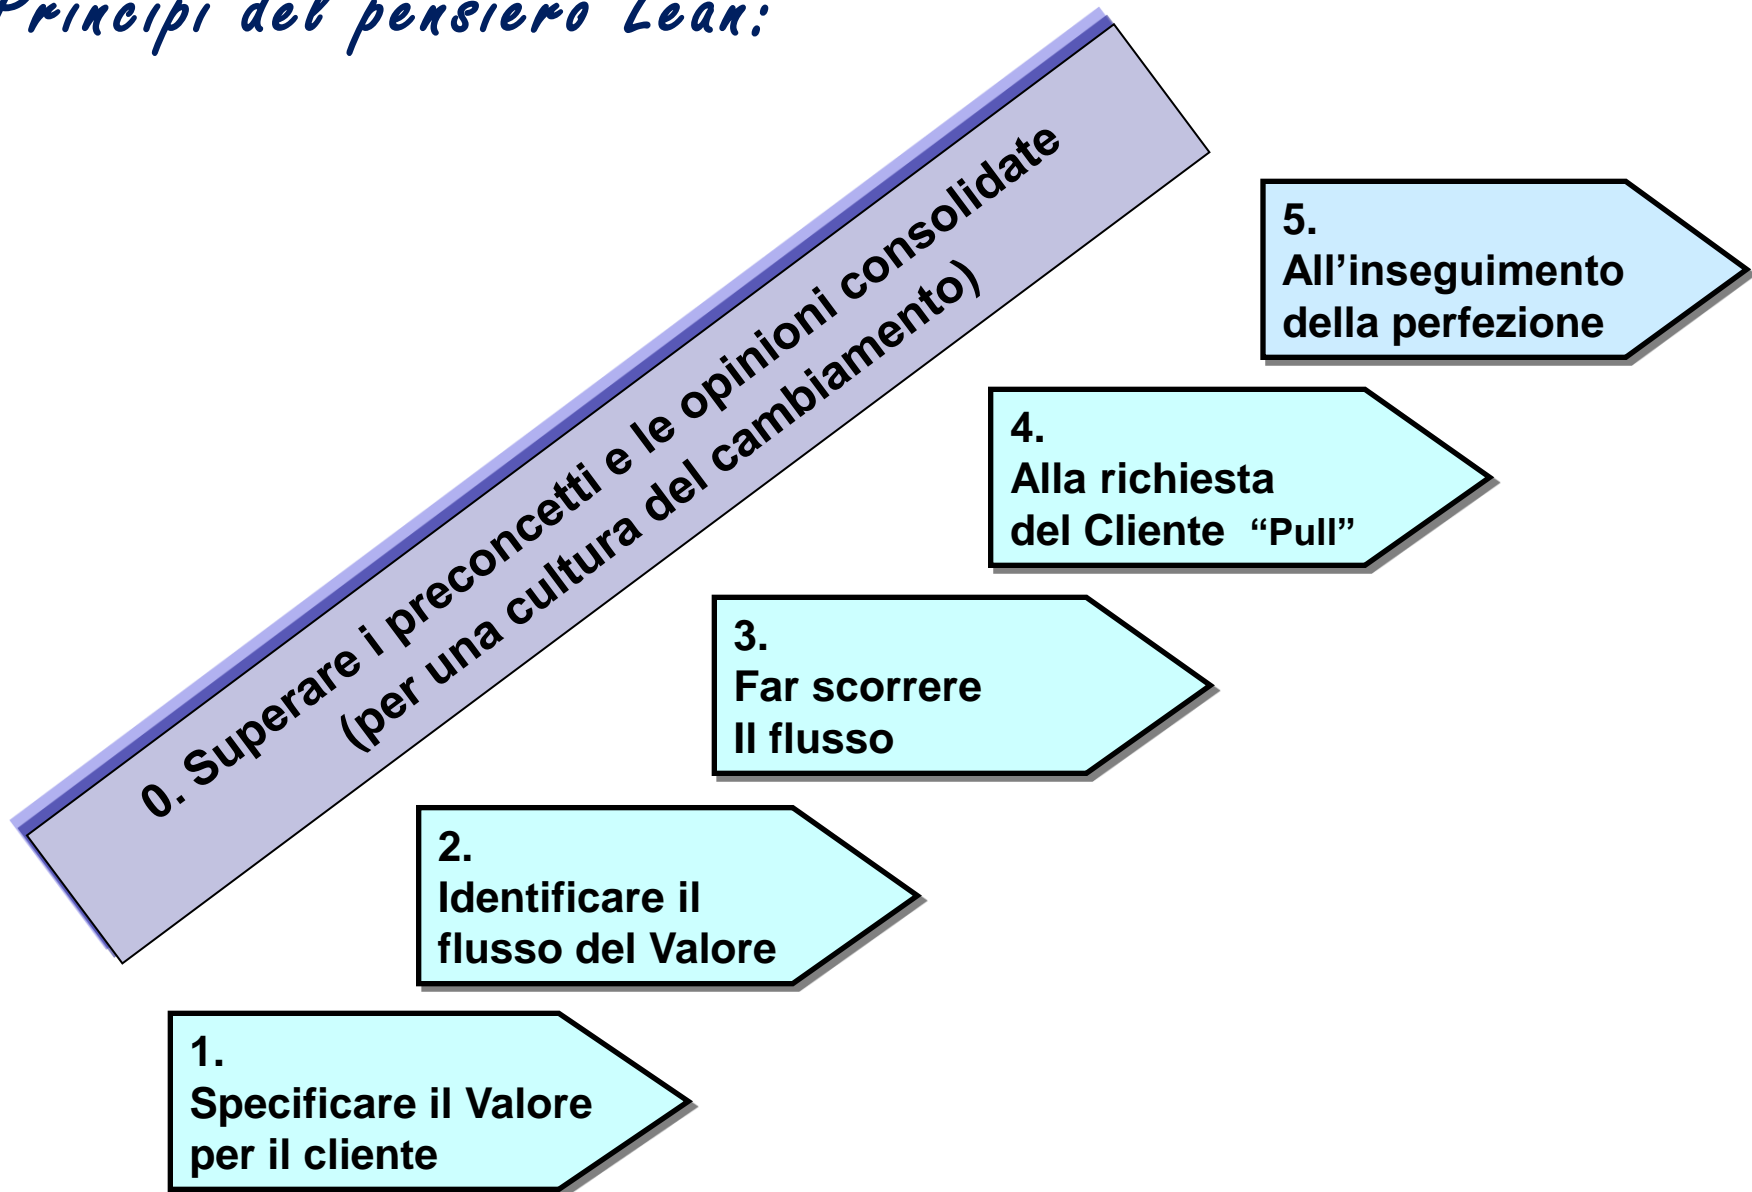 Principi del pensiero Lean:
0. Superare i preconcetti e le opinioni consolidate
(per una cultura del cambiamento)
5.
All’inseguimento
della perfezione
4.
Alla richiesta
del Cliente “Pull”
3.
Far scorrere
Il flusso
2.
Identificare il
flusso del Valore
1.
Specificare il Valore
per il cliente